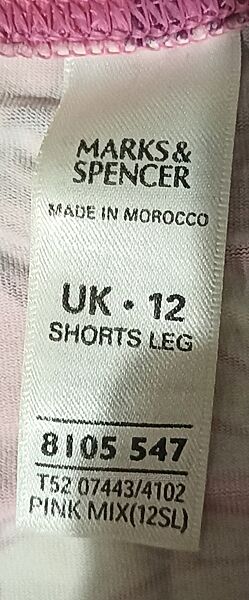 MARKS &
SPENCER
MADE IN MOROCCO
UK • 12
SHORTS LEG
8105 547
T52 07443/4102
PINK MIX(12SL)